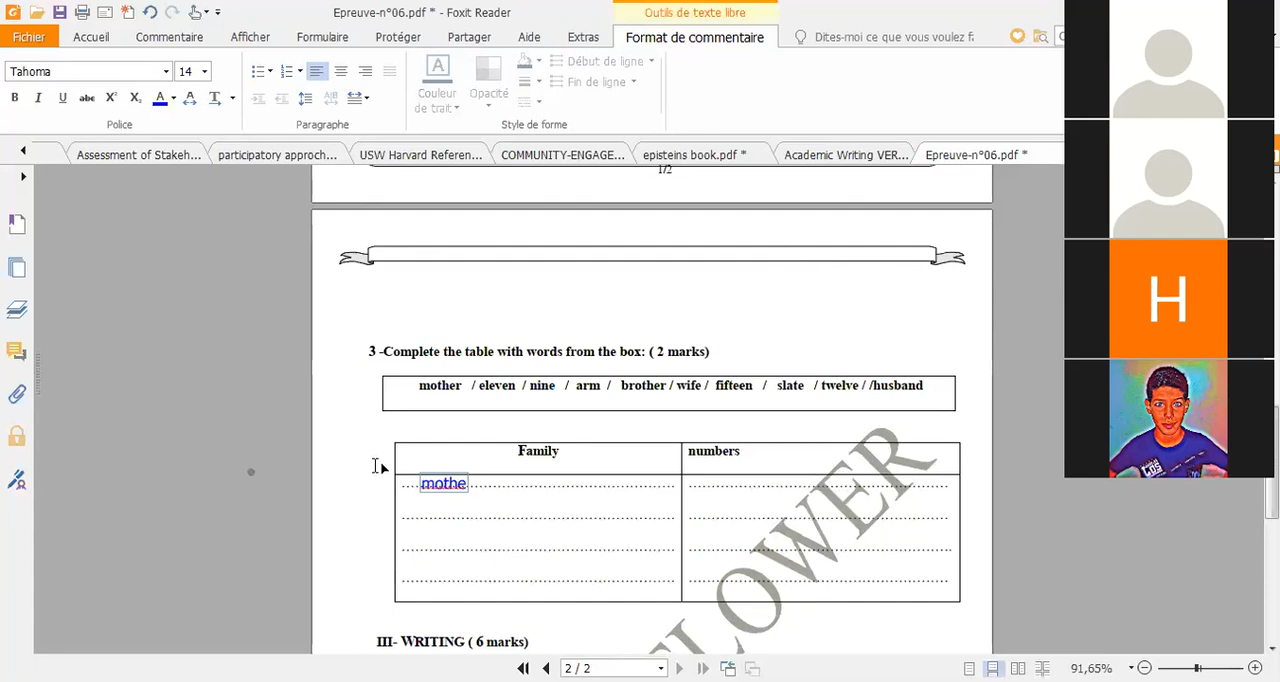 Epreuve-n°06.pdf * - Foxit Reader
Outils de texte libre
Fichier Accueil Commentaire Afficher Formulaire Protéger Partager Aide Extras Format de commentaire Dites-moi ce que vous voulez f
Tahoma 14
Début de ligne
Fin de ligne
Couleur de trait
Opacité
Police Paragraphe Style de forme
Assessment of Stakeh... participatory approch... USW Harvard Referen... COMMUNITY-ENGAGE... episteins book.pdf * Academic Writing VER... Epreuve-n°06.pdf *
1/2
3 -Complete the table with words from the box: ( 2 marks)
mother / eleven / nine / arm / brother / wife / fifteen / slate / twelve / /husband
Family numbers
mothe
LOWER
III- WRITING ( 6 marks)
H
2 / 2
91,65%